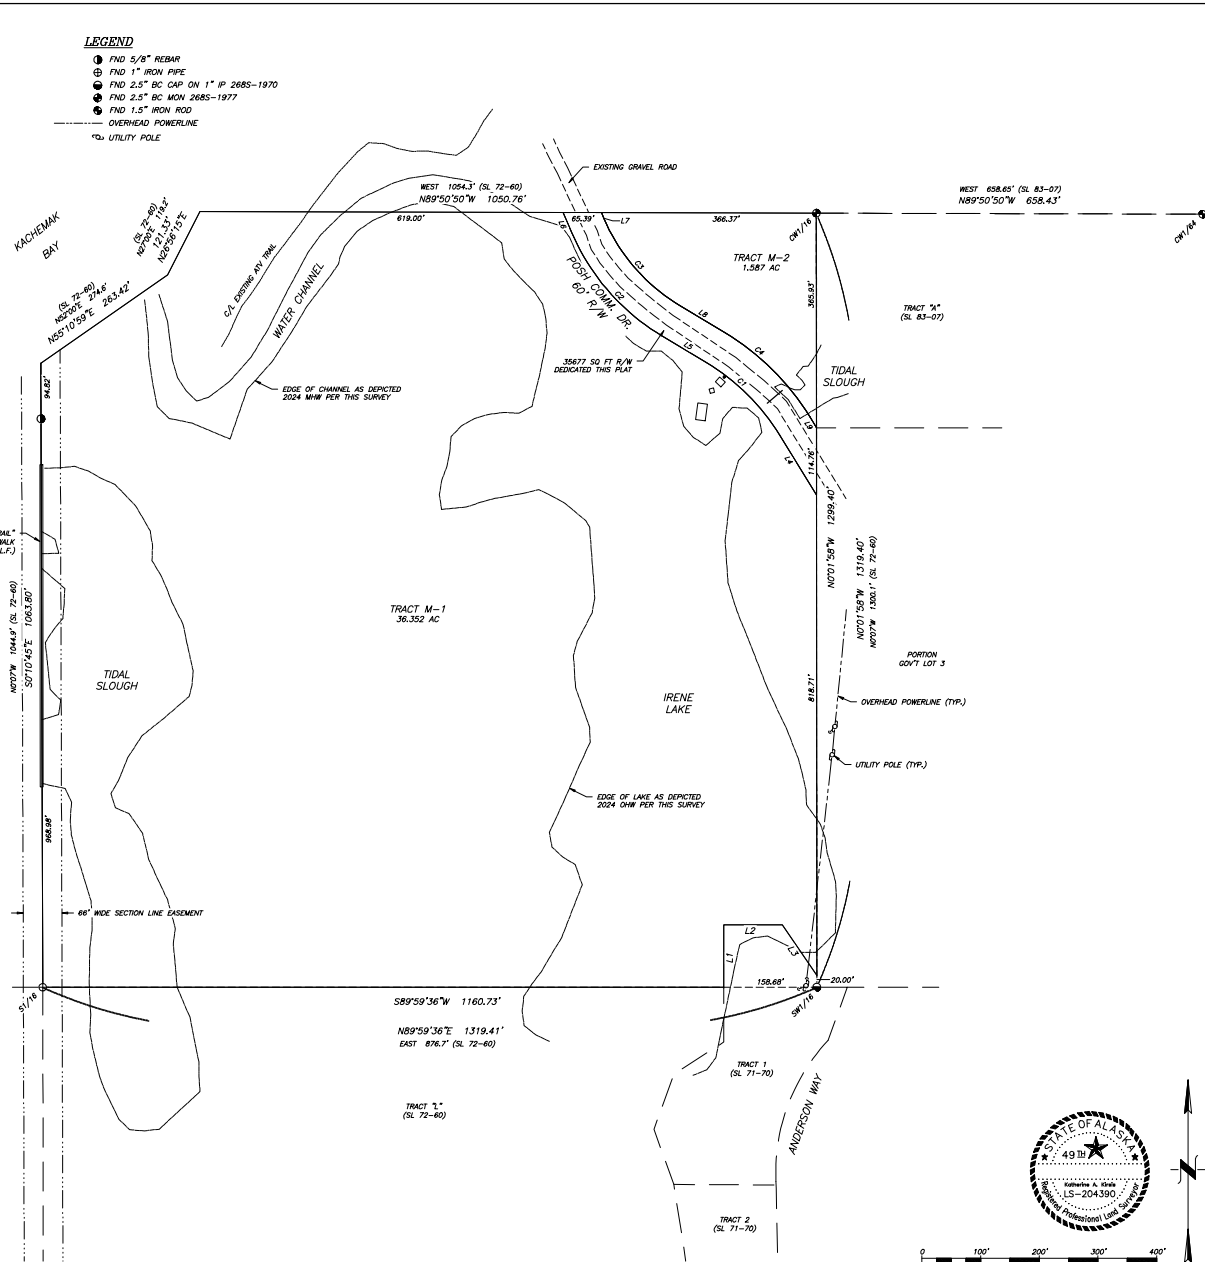 LEGEND
FND 5/8" REBAR
FND 1" IRON PIPE
FND 2.5" BC CAP ON 1" IP 268S-1970
FND 2.5" BC MON 268S-1977
FND 1.5" IRON ROD
OVERHEAD POWERLINE
UTILITY POLE
EXISTING GRAVEL ROAD
WEST 1054.3' (SL 72-60)
N89°50'50"W 1050.76'
WEST 658.65' (SL 83-07)
N89°50'50"W 658.43'
619.00'
65.39'
L7
366.37'
L6
CW1/16
CW1/64
KACHEMAK
BAY
(SL 72-60)
N27°00'E 119.2'
121.33'
N26°56'15"E
(SL 72-60)
N52°00'E 274.6'
N55°10'59"E 263.42'
C/L EXISTING ATV TRAIL
WATER CHANNEL
POSH COMM. DR.
60' R/W
C3
C2
L8
L5
C4
C1
L9
L4
TRACT M-2
1.587 AC
365.93'
TRACT "A"
(SL 83-07)
35677 SQ FT R/W
DEDICATED THIS PLAT
TIDAL
SLOUGH
94.82'
EDGE OF CHANNEL AS DEPICTED
2024 MHW PER THIS SURVEY
114.76'
N0°01'58"W 1299.40'
N0°01'58"W 1319.40'
N0°07'W 1300.1' (SL 72-60)
AIL"
WALK
L.F.)
N0°07'W 1044.9' (SL 72-60)
S0°10'45"E 1063.80'
TRACT M-1
36.352 AC
PORTION
GOV'T LOT 3
TIDAL
SLOUGH
IRENE
LAKE
818.71'
OVERHEAD POWERLINE (TYP.)
UTILITY POLE (TYP.)
EDGE OF LAKE AS DEPICTED
2024 OHW PER THIS SURVEY
968.98'
66' WIDE SECTION LINE EASEMENT
L2
L1
L3
158.68'
20.00'
S1/16
SW1/16
S89°59'36"W 1160.73'
N89°59'36"E 1319.41'
EAST 876.7' (SL 72-60)
TRACT 1
(SL 71-70)
TRACT "L"
(SL 72-60)
ANDERSON WAY
TRACT 2
(SL 71-70)
STATE OF ALASKA
49 TH
Katherine A. Kirsis
LS-204390
Registered Professional Land Surveyor
N
0 100' 200' 300' 400'